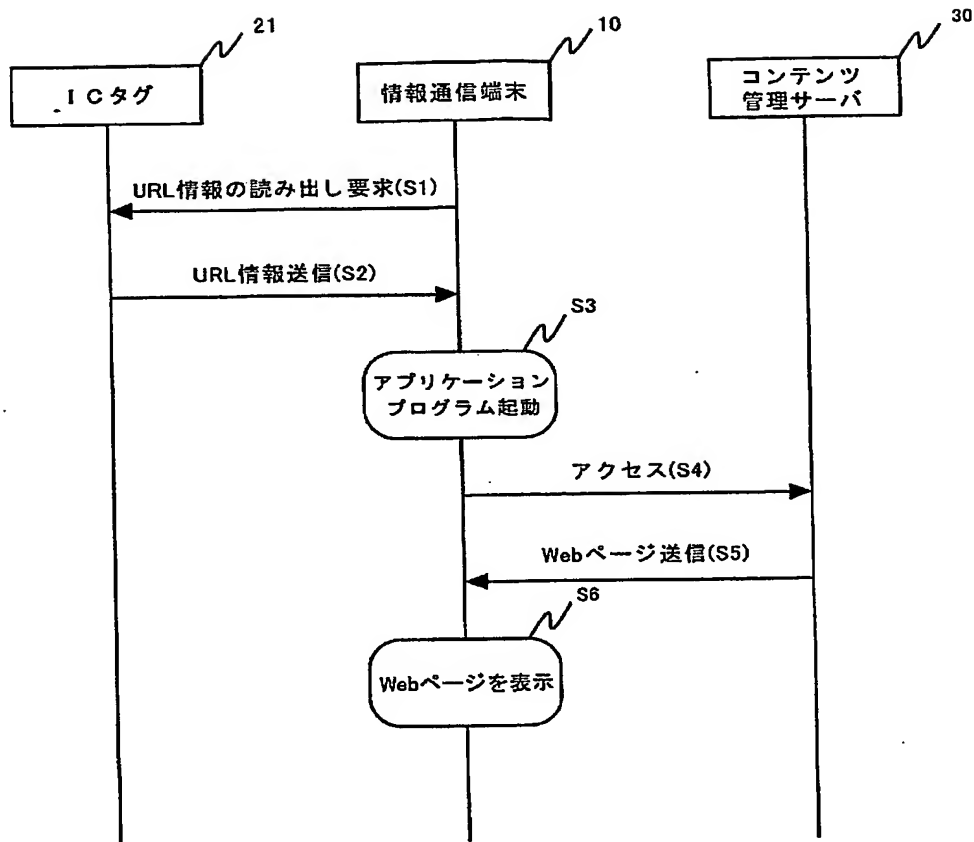 21
10
30
ICタグ
情報通信端末
コンテンツ
管理サーバ
URL情報の読み出し要求(S1)
URL情報送信(S2)
S3
アプリケーション
プログラム起動
アクセス(S4)
Webページ送信(S5)
S6
Webページを表示